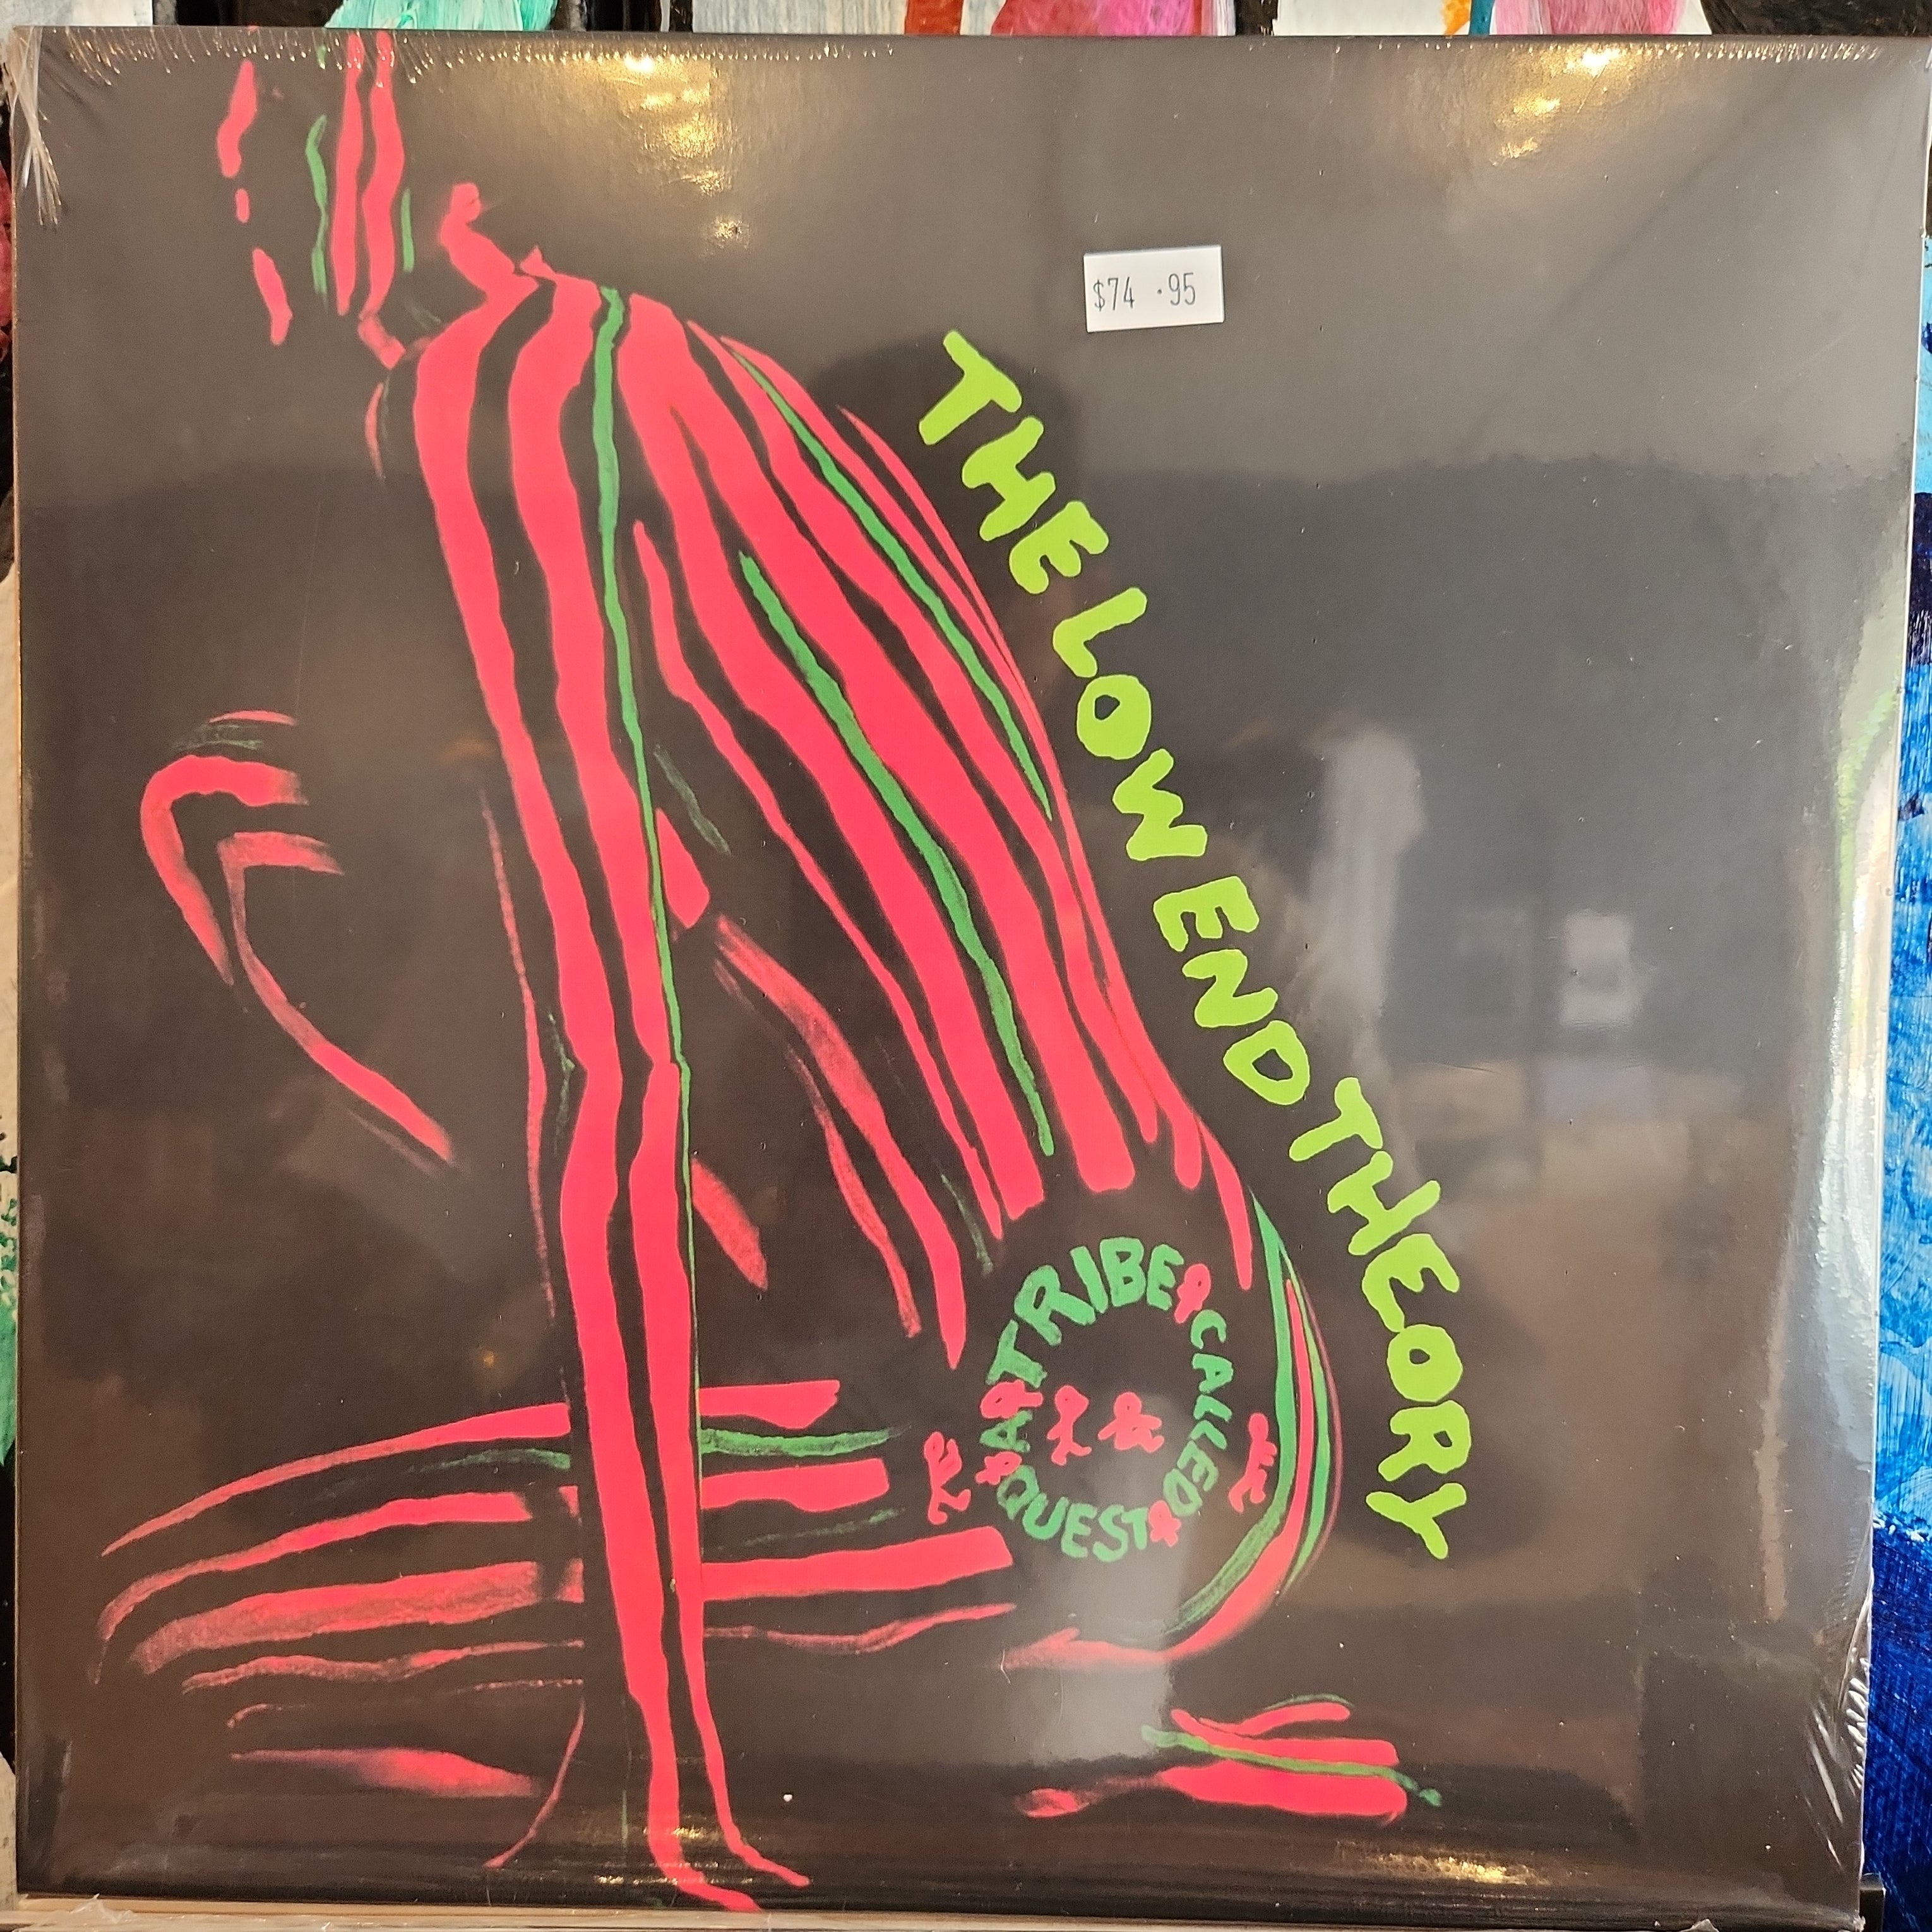 $74 .95
THE LOW END THEORY
A TRIBE CALLED QUEST